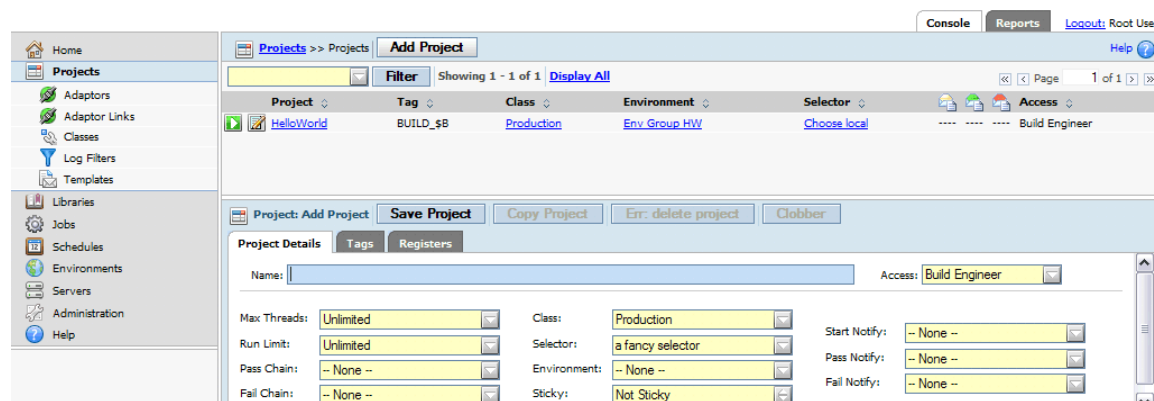 Console Reports Logout: Root Use
Home
Projects
Adaptors
Adaptor Links
Classes
Log Filters
Templates
Libraries
Jobs
Schedules
Environments
Servers
Administration
Help
Projects >> Projects Add Project Help ?
Filter Showing 1 - 1 of 1 Display All Page 1 of 1
Project Tag Class Environment Selector Access
HelloWorld BUILD_$B Production Env Group HW Choose local ---- ---- ---- Build Engineer
Project: Add Project Save Project Copy Project Err: delete project Clobber
Project Details Tags Registers
Name: Access: Build Engineer
Max Threads: Unlimited Class: Production Start Notify: -- None --
Run Limit: Unlimited Selector: a fancy selector Pass Notify: -- None --
Pass Chain: -- None -- Environment: -- None -- Fail Notify: -- None --
Fail Chain: -- None -- Sticky: Not Sticky